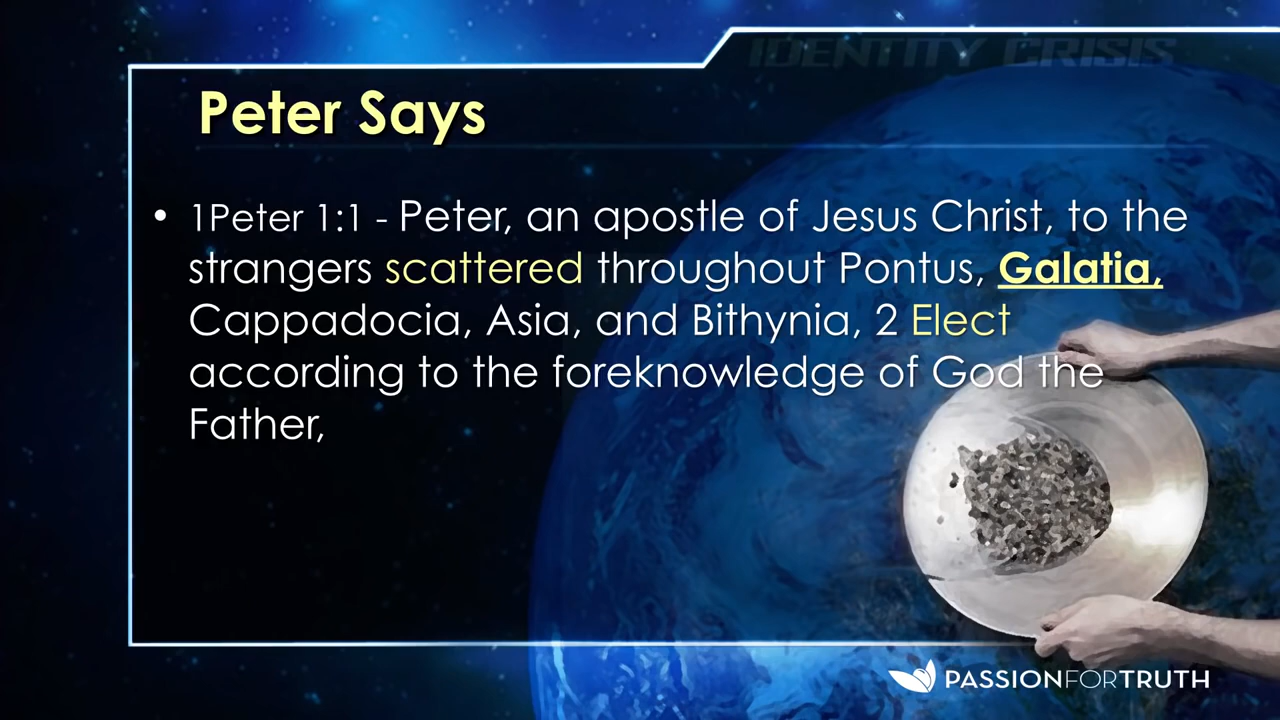 IDENTITY CRISIS
Peter Says
• 1Peter 1:1 - Peter, an apostle of Jesus Christ, to the
strangers scattered throughout Pontus, Galatia,
Cappadocia, Asia, and Bithynia, 2 Elect
according to the foreknowledge of God the
Father,
PASSIONFORTRUTH